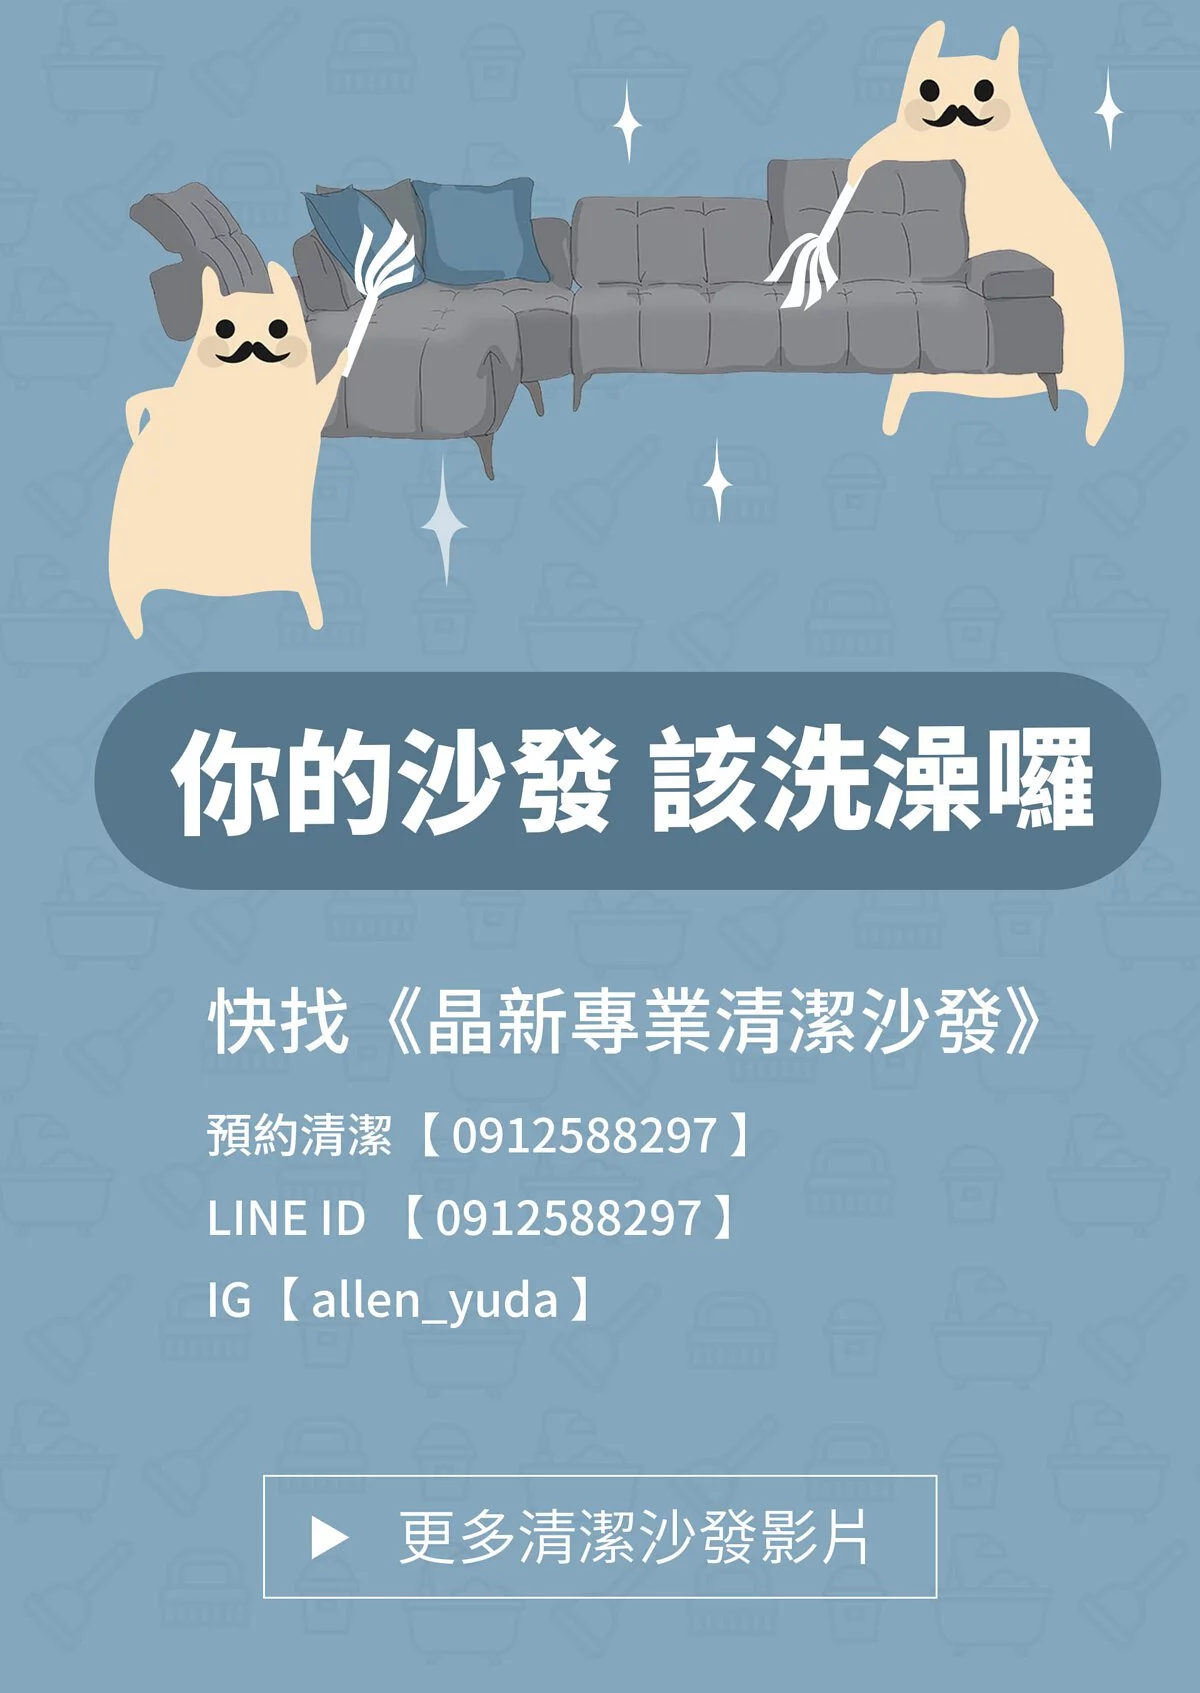 你的沙發 該洗澡囉
快找《晶新專業清潔沙發》
預約清潔【 0912588297 】
LINE ID 【 0912588297 】
IG【 allen_yuda 】
▶ 更多清潔沙發影片